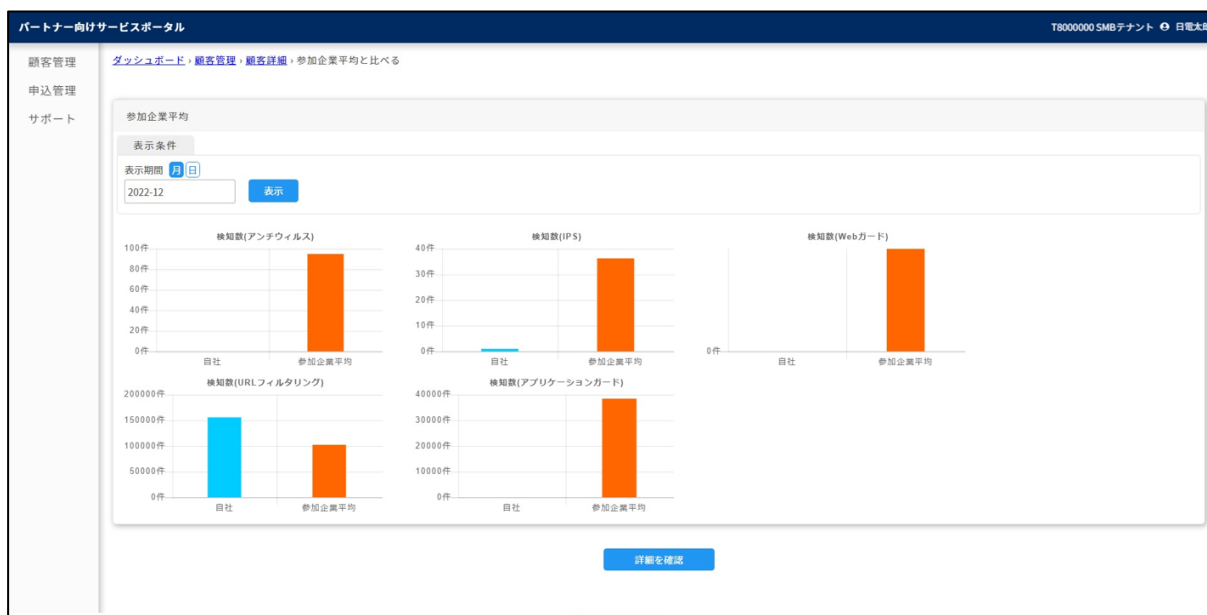 パートナー向けサービスポータル
T8000000 SMBテナント 日電太郎
顧客管理
申込管理
サポート
ダッシュボード › 顧客管理 › 顧客詳細 › 参加企業平均と比べる
参加企業平均
表示条件
表示期間 月 日
2022-12 表示
検知数(アンチウィルス)
100件
80件
60件
40件
20件
0件
自社 参加企業平均
検知数(IPS)
40件
30件
20件
10件
0件
自社 参加企業平均
検知数(Webガード)
0件
自社 参加企業平均
検知数(URLフィルタリング)
200000件
150000件
100000件
50000件
0件
自社 参加企業平均
検知数(アプリケーションガード)
40000件
30000件
20000件
10000件
0件
自社 参加企業平均
詳細を確認